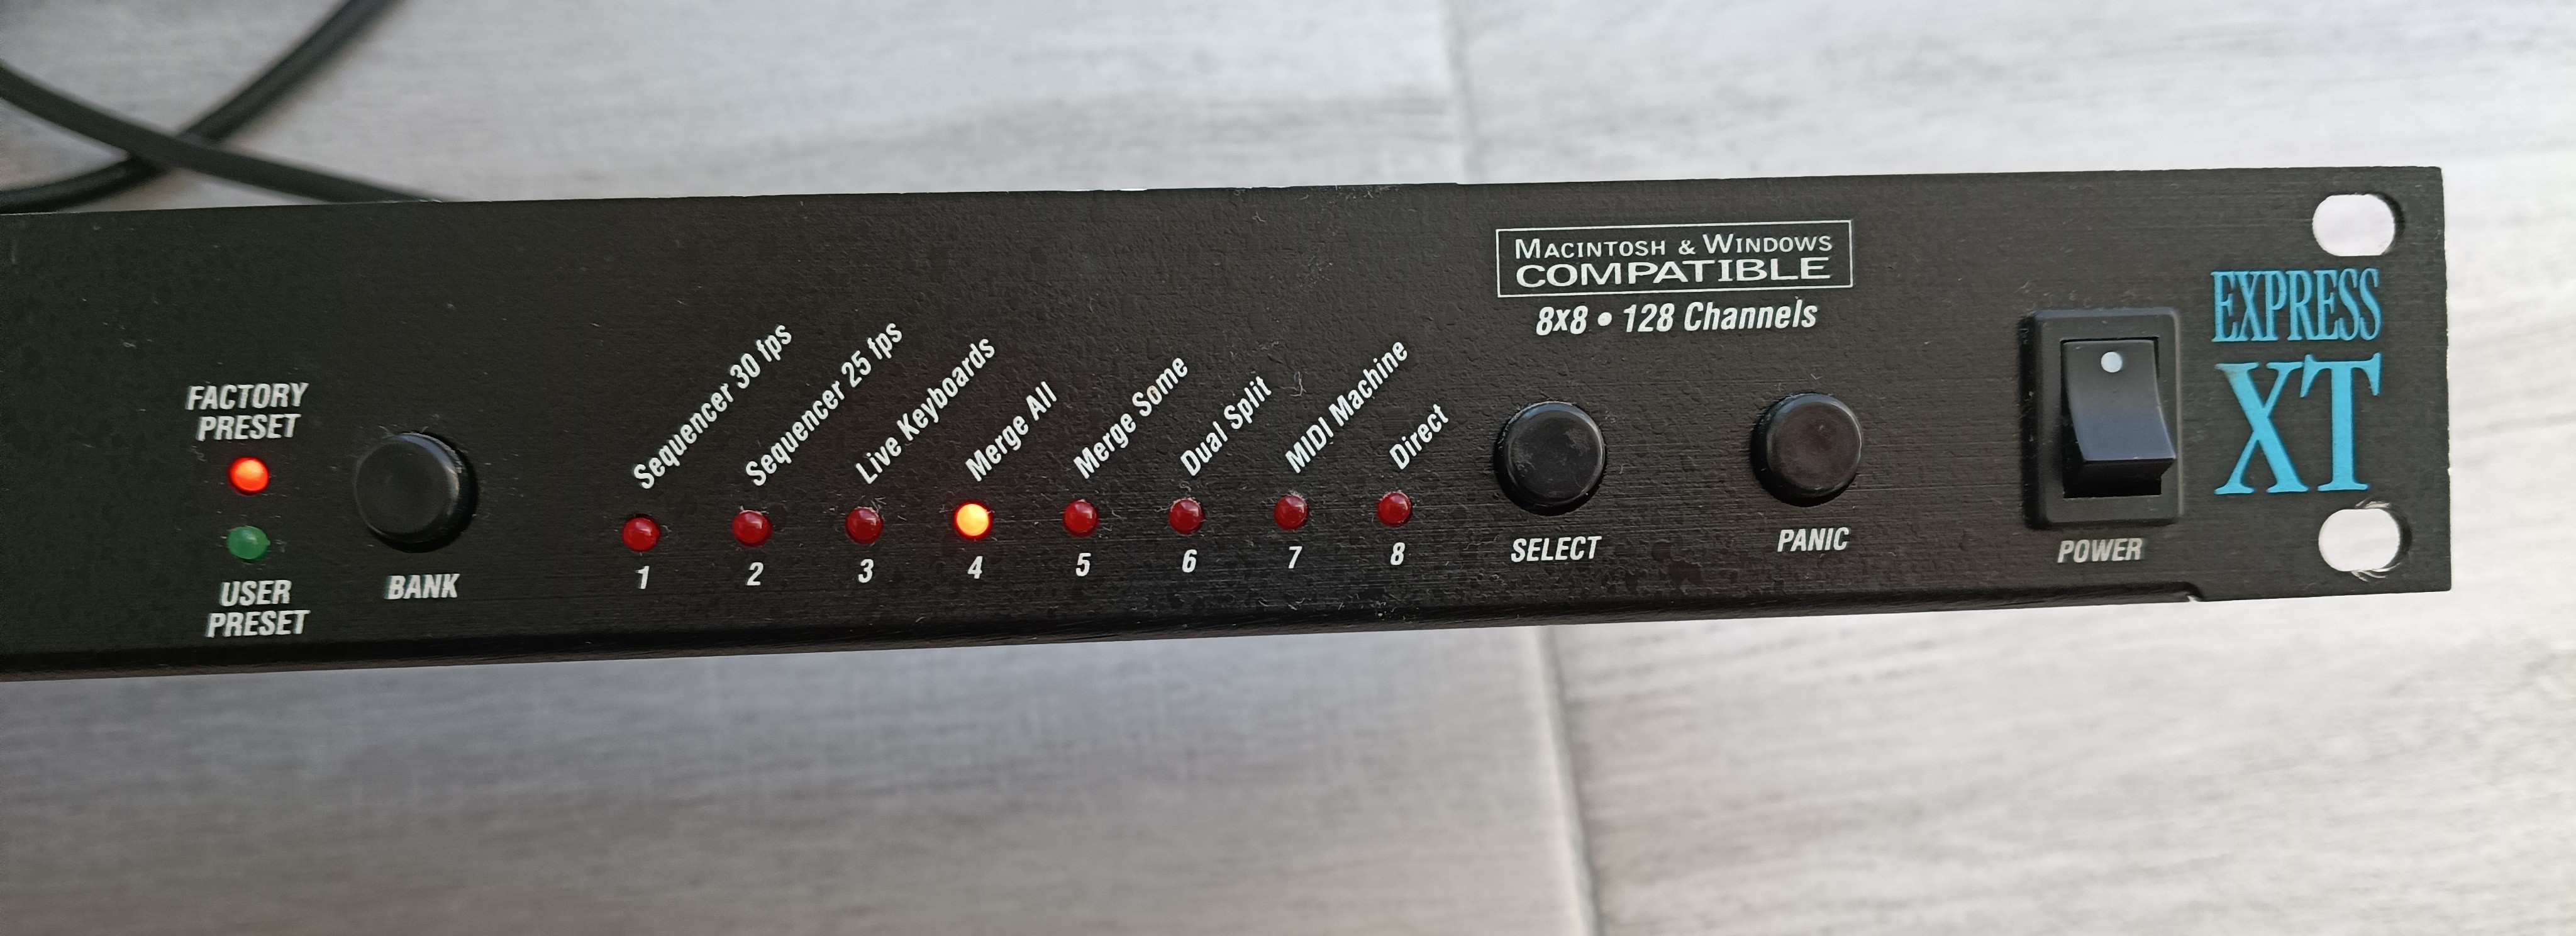 FACTORY
PRESET
USER
PRESET
BANK
Sequencer 30 fps
Sequencer 25 fps
Live Keyboards
Merge All
Merge Some
Dual Split
MIDI Machine
Direct
1
2
3
4
5
6
7
8
MACINTOSH & WINDOWS
COMPATIBLE
8x8 • 128 Channels
SELECT
PANIC
POWER
EXPRESS
XT